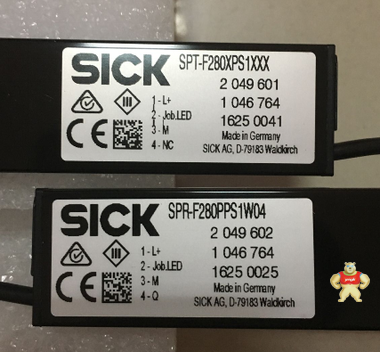 SICK
SPT-F280XPS1XXX
2 049 601
1 - L+
1 046 764
2 - Job.LED
1625 0041
3 - M
Made in Germany
4 - NC
SICK AG, D-79183 Waldkirch
SICK
SPR-F280PPS1W04
2 049 602
1 - L+
1 046 764
2 - Job.LED
1625 0025
3 - M
Made in Germany
4 - Q
SICK AG, D-79183 Waldkirch